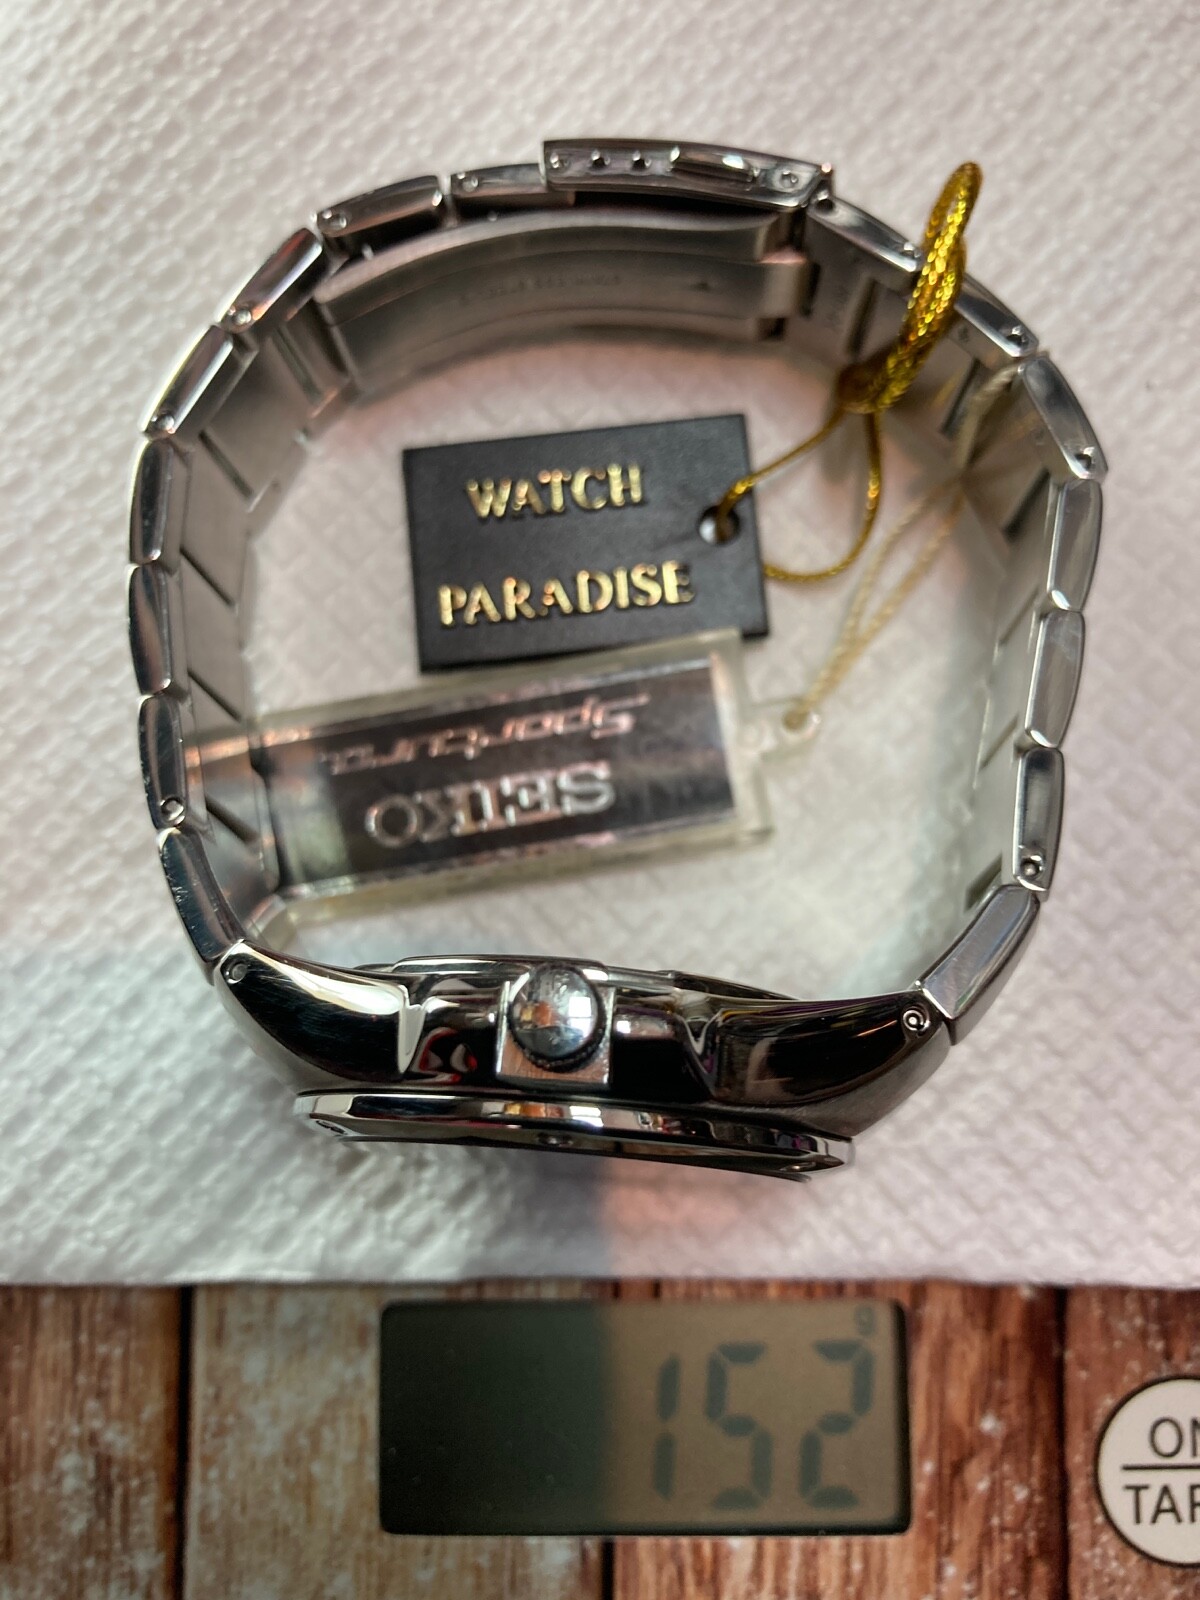 WATCH
PARADISE
Sportura
SEIKO
152
g
ON
TAR